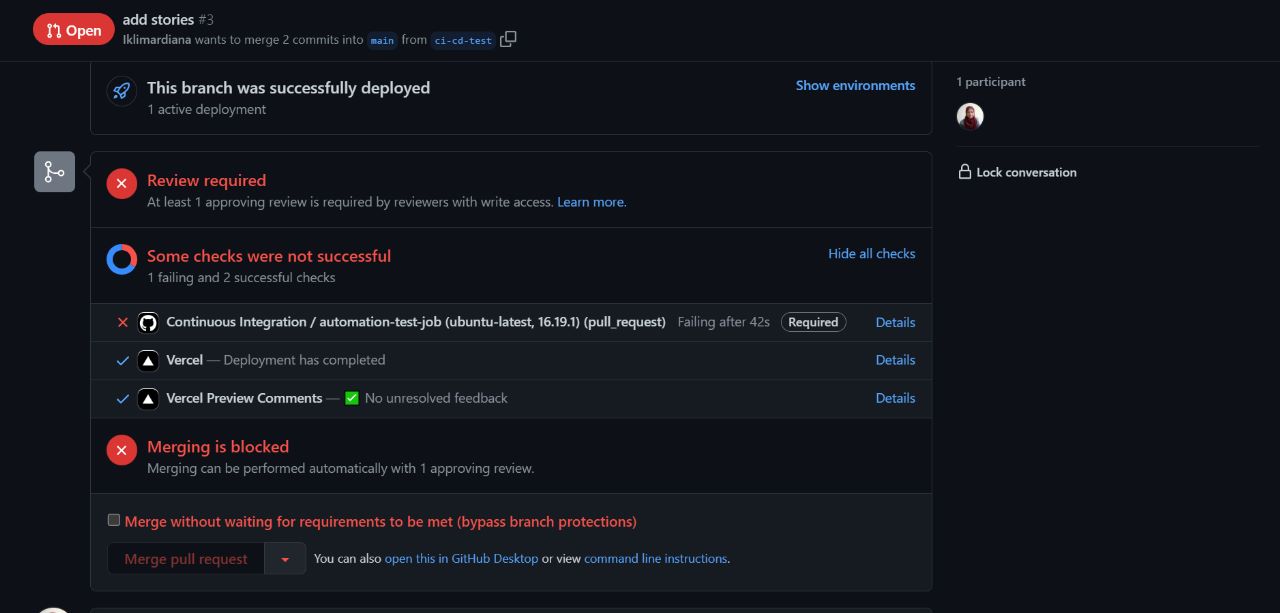 Open
add stories #3
Iklimardiana wants to merge 2 commits into main from ci-cd-test
This branch was successfully deployed
1 active deployment
Show environments
1 participant
Lock conversation
Review required
At least 1 approving review is required by reviewers with write access. Learn more.
Some checks were not successful
1 failing and 2 successful checks
Hide all checks
Continuous Integration / automation-test-job (ubuntu-latest, 16.19.1) (pull_request) Failing after 42s Required Details
Vercel — Deployment has completed Details
Vercel Preview Comments — ✅ No unresolved feedback Details
Merging is blocked
Merging can be performed automatically with 1 approving review.
Merge without waiting for requirements to be met (bypass branch protections)
Merge pull request You can also open this in GitHub Desktop or view command line instructions.